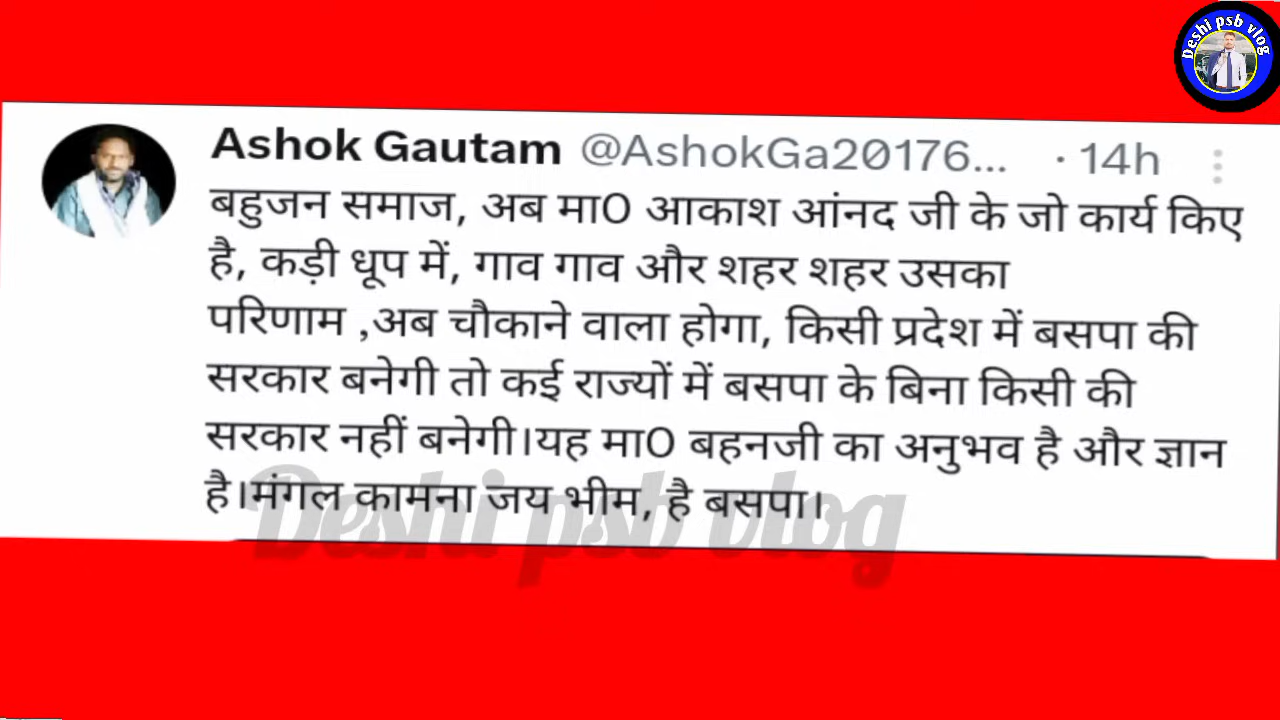 Deshi psb vlog
Ashok Gautam @AshokGa20176... · 14h
बहुजन समाज, अब मा0 आकाश आंनद जी के जो कार्य किए
है, कड़ी धूप में, गाव गाव और शहर शहर उसका
परिणाम ,अब चौकाने वाला होगा, किसी प्रदेश में बसपा की
सरकार बनेगी तो कई राज्यों में बसपा के बिना किसी की
सरकार नहीं बनेगी।यह मा0 बहनजी का अनुभव है और ज्ञान
है।मंगल कामना जय भीम, है बसपा।
Deshi psb vlog